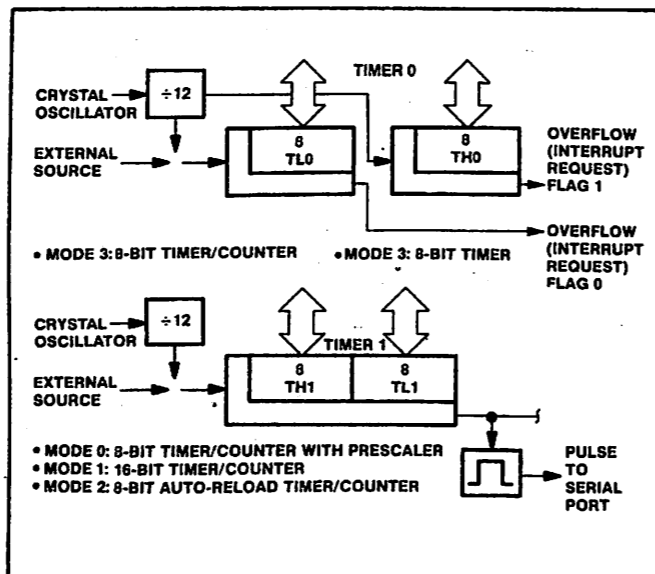 TIMER 0
CRYSTAL
OSCILLATOR
÷12
EXTERNAL
SOURCE
8
TL0
8
TH0
OVERFLOW
(INTERRUPT
REQUEST)
FLAG 1
OVERFLOW
(INTERRUPT
REQUEST)
FLAG 0
• MODE 3: 8-BIT TIMER/COUNTER
• MODE 3: 8-BIT TIMER
CRYSTAL
OSCILLATOR
÷12
TIMER 1
EXTERNAL
SOURCE
8
TH1
8
TL1
• MODE 0: 8-BIT TIMER/COUNTER WITH PRESCALER
• MODE 1: 16-BIT TIMER/COUNTER
• MODE 2: 8-BIT AUTO-RELOAD TIMER/COUNTER
PULSE
TO
SERIAL
PORT